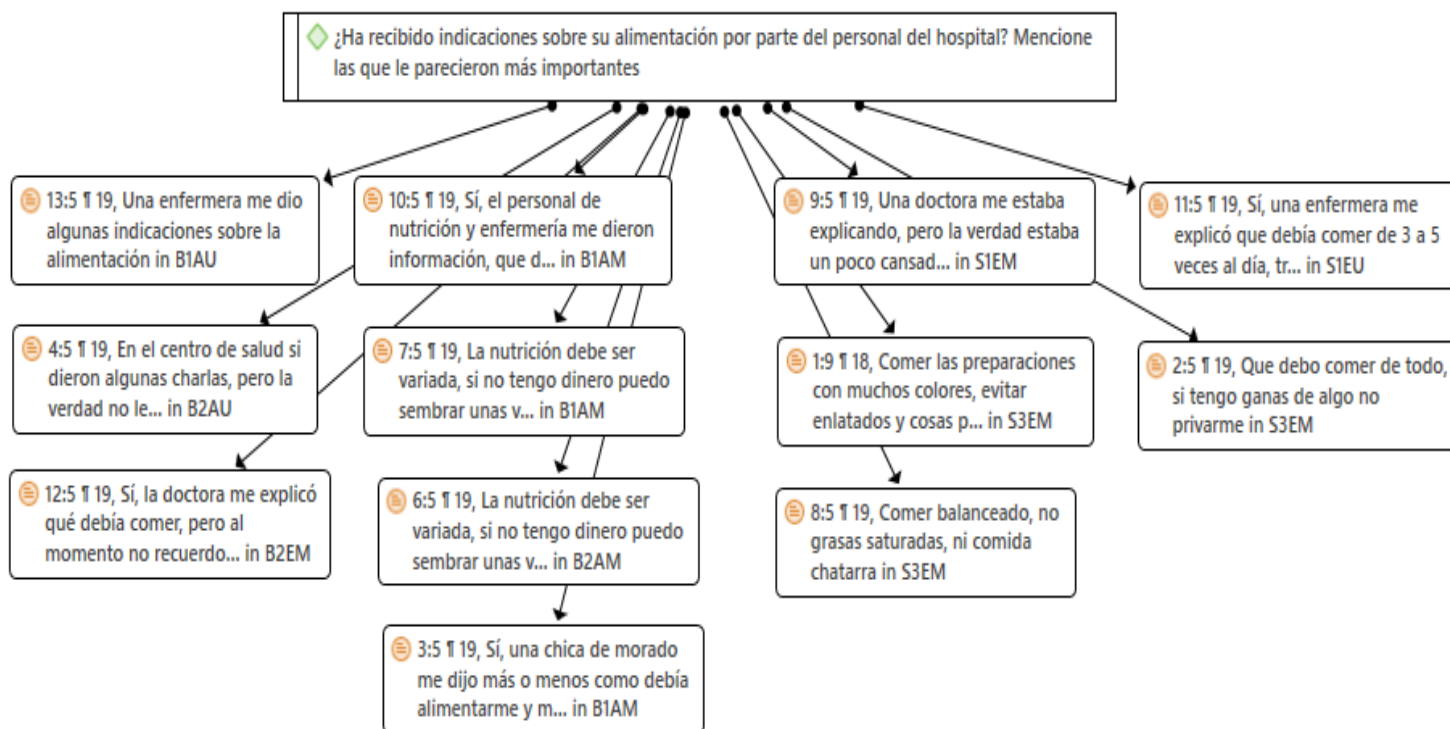 ¿Ha recibido indicaciones sobre su alimentación por parte del personal del hospital? Mencione
las que le parecieron más importantes
13:5 ¶ 19, Una enfermera me dio
algunas indicaciones sobre la
alimentación in B1AU
10:5 ¶ 19, Sí, el personal de
nutrición y enfermería me dieron
información, que d... in B1AM
9:5 ¶ 19, Una doctora me estaba
explicando, pero la verdad estaba
un poco cansad... in S1EM
11:5 ¶ 19, Sí, una enfermera me
explicó que debía comer de 3 a 5
veces al día, tr... in S1EU
4:5 ¶ 19, En el centro de salud si
dieron algunas charlas, pero la
verdad no le... in B2AU
7:5 ¶ 19, La nutrición debe ser
variada, si no tengo dinero puedo
sembrar unas v... in B1AM
1:9 ¶ 18, Comer las preparaciones
con muchos colores, evitar
enlatados y cosas p... in S3EM
2:5 ¶ 19, Que debo comer de todo,
si tengo ganas de algo no
privarme in S3EM
12:5 ¶ 19, Sí, la doctora me explicó
qué debía comer, pero al
momento no recuerdo... in B2EM
6:5 ¶ 19, La nutrición debe ser
variada, si no tengo dinero puedo
sembrar unas v... in B2AM
8:5 ¶ 19, Comer balanceado, no
grasas saturadas, ni comida
chatarra in S3EM
3:5 ¶ 19, Sí, una chica de morado
me dijo más o menos como debía
alimentarme y m... in B1AM